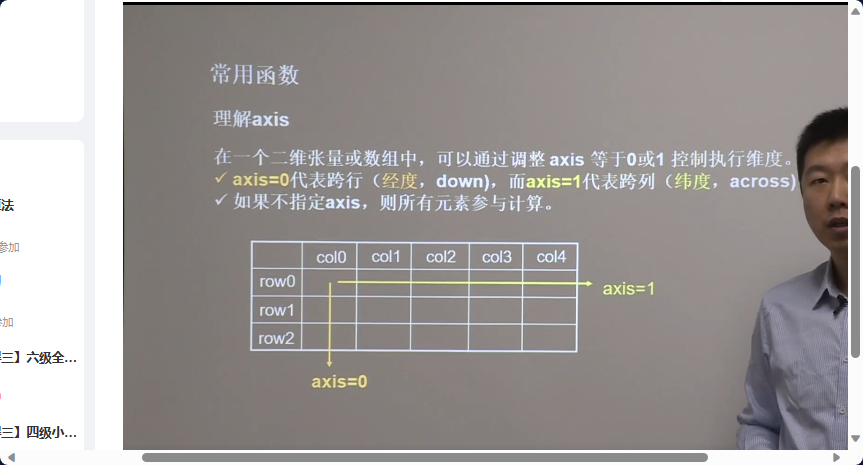 常用函数
理解axis
在一个二维张量或数组中，可以通过调整 axis 等于0或1 控制执行维度。
✓ axis=0代表跨行（经度，down)，而axis=1代表跨列（纬度，across)
✓ 如果不指定axis，则所有元素参与计算。
col0 col1 col2 col3 col4
row0
axis=1
row1
row2
axis=0
法
参加
加
三】六级全...
三】四级小...